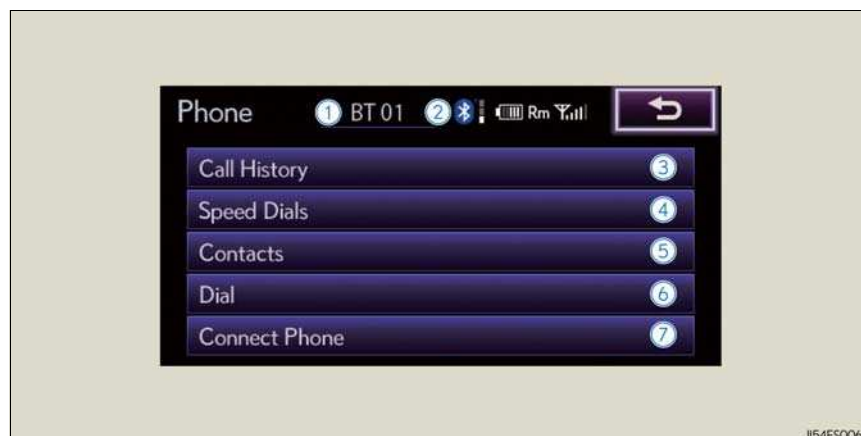 Phone 1 BT 01 2 Rm
Call History 3
Speed Dials 4
Contacts 5
Dial 6
Connect Phone 7